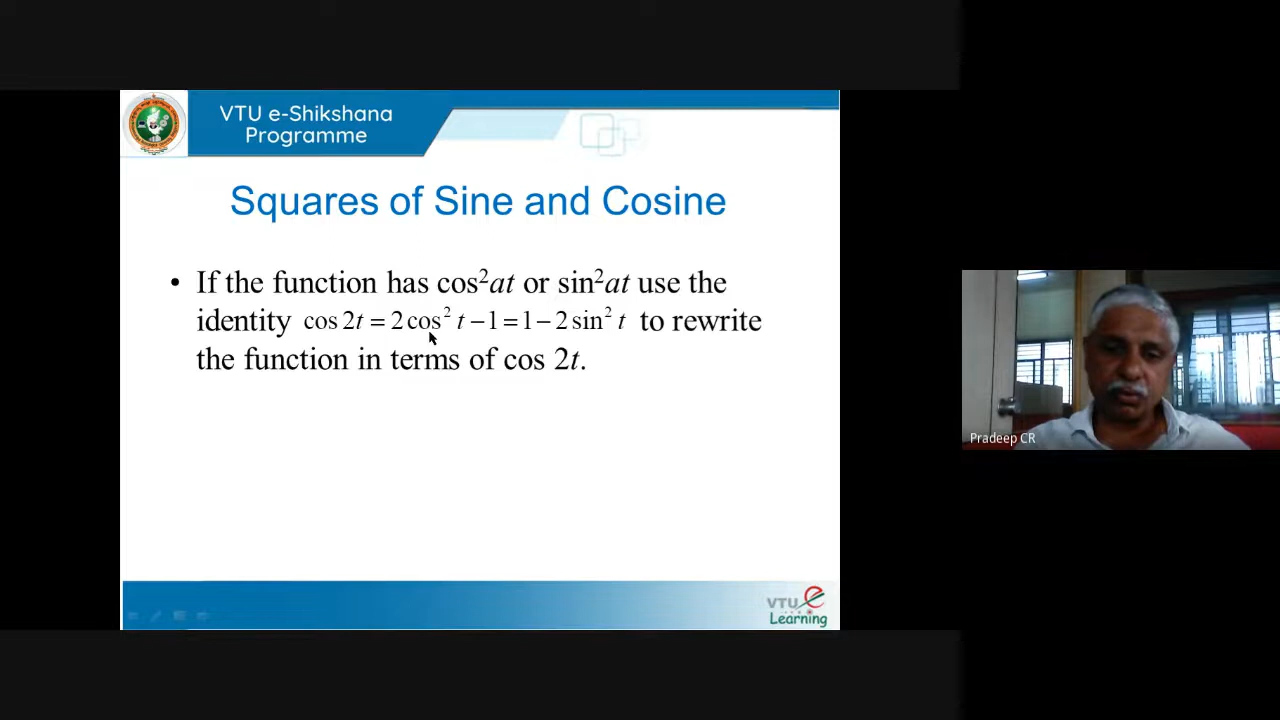 VTU e-Shikshana
Programme
Squares of Sine and Cosine
• If the function has cos²at or sin²at use the
identity cos 2t = 2 cos² t − 1 = 1 − 2 sin² t to rewrite
the function in terms of cos 2t.
Pradeep CR
VTU e
Learning